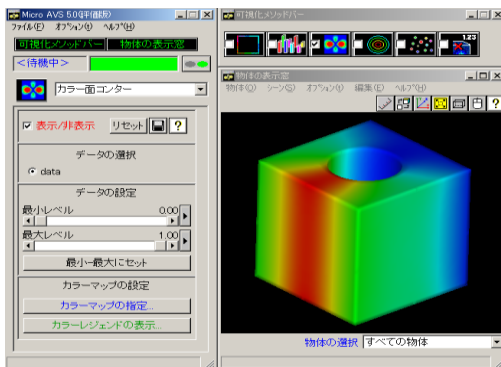 Micro AVS 5.0(評価版)
ファイル(F) オプション(t) ヘルプ(H)
可視化メソッドバー 物体の表示窓
<待機中>
カラー面コンター
表示/非表示 リセット ?
データの選択
data
データの設定
最小レベル 0.00
最大レベル 1.00
最小-最大にセット
カラーマップの設定
カラーマップの指定...
カラーレジェンドの表示...
可視化メソッドバー
1.23
物体の表示窓
物体(O) シーン(S) オプション(t) 編集(E) ヘルプ(H)
?
物体の選択 すべての物体